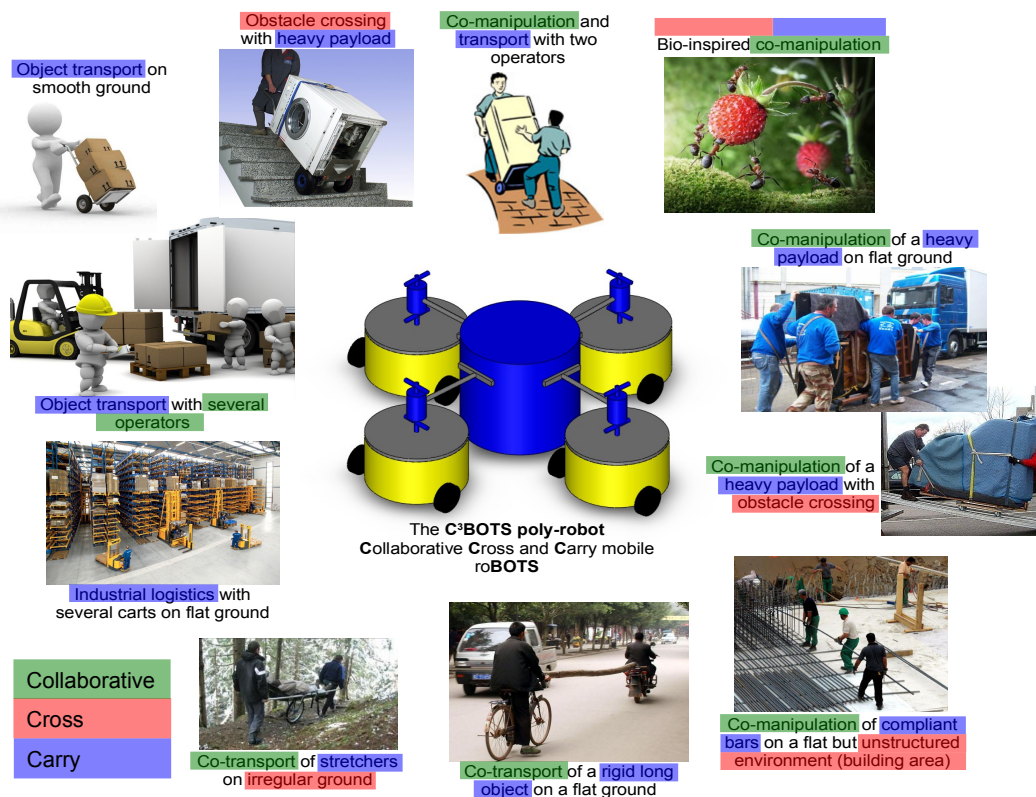 Obstacle crossing
with heavy payload
Co-manipulation and
transport with two
operators
Bio-inspired co-manipulation
Object transport on
smooth ground
Co-manipulation of a heavy
payload on flat ground
Object transport with several
operators
Co-manipulation of a
heavy payload with
obstacle crossing
The C³BOTS poly-robot
Collaborative Cross and Carry mobile
roBOTS
Industrial logistics with
several carts on flat ground
Collaborative
Cross
Carry
Co-transport of stretchers
on irregular ground
Co-transport of a rigid long
object on a flat ground
Co-manipulation of compliant
bars on a flat but unstructured
environment (building area)